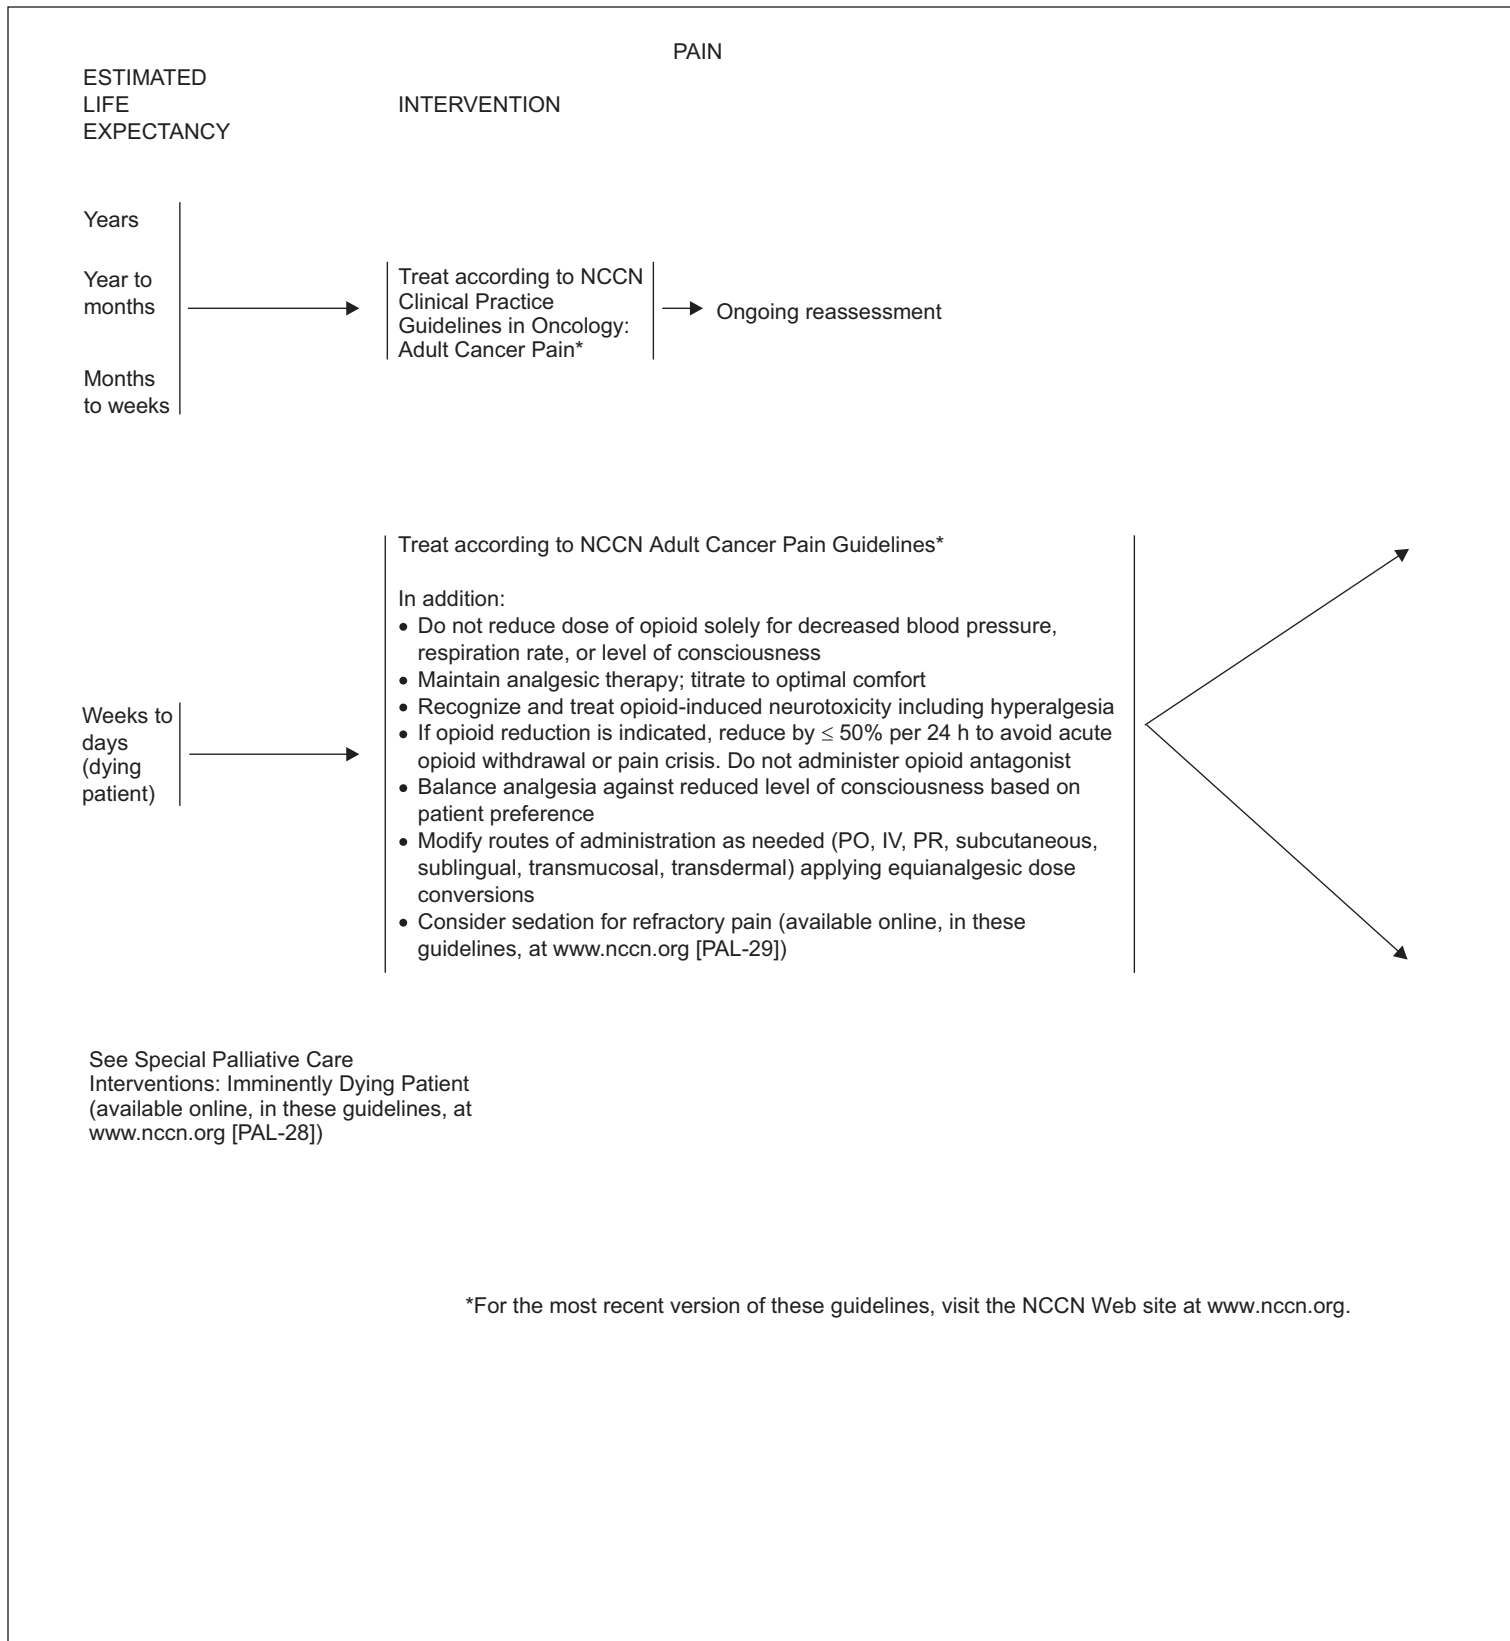 PAIN
ESTIMATED
LIFE
EXPECTANCY
INTERVENTION
Years
Year to
months
Months
to weeks
Treat according to NCCN
Clinical Practice
Guidelines in Oncology:
Adult Cancer Pain*
Ongoing reassessment
Weeks to
days
(dying
patient)
Treat according to NCCN Adult Cancer Pain Guidelines*
In addition:
• Do not reduce dose of opioid solely for decreased blood pressure,
respiration rate, or level of consciousness
• Maintain analgesic therapy; titrate to optimal comfort
• Recognize and treat opioid-induced neurotoxicity including hyperalgesia
• If opioid reduction is indicated, reduce by ≤ 50% per 24 h to avoid acute
opioid withdrawal or pain crisis. Do not administer opioid antagonist
• Balance analgesia against reduced level of consciousness based on
patient preference
• Modify routes of administration as needed (PO, IV, PR, subcutaneous,
sublingual, transmucosal, transdermal) applying equianalgesic dose
conversions
• Consider sedation for refractory pain (available online, in these
guidelines, at www.nccn.org [PAL-29])
See Special Palliative Care
Interventions: Imminently Dying Patient
(available online, in these guidelines, at
www.nccn.org [PAL-28])
*For the most recent version of these guidelines, visit the NCCN Web site at www.nccn.org.